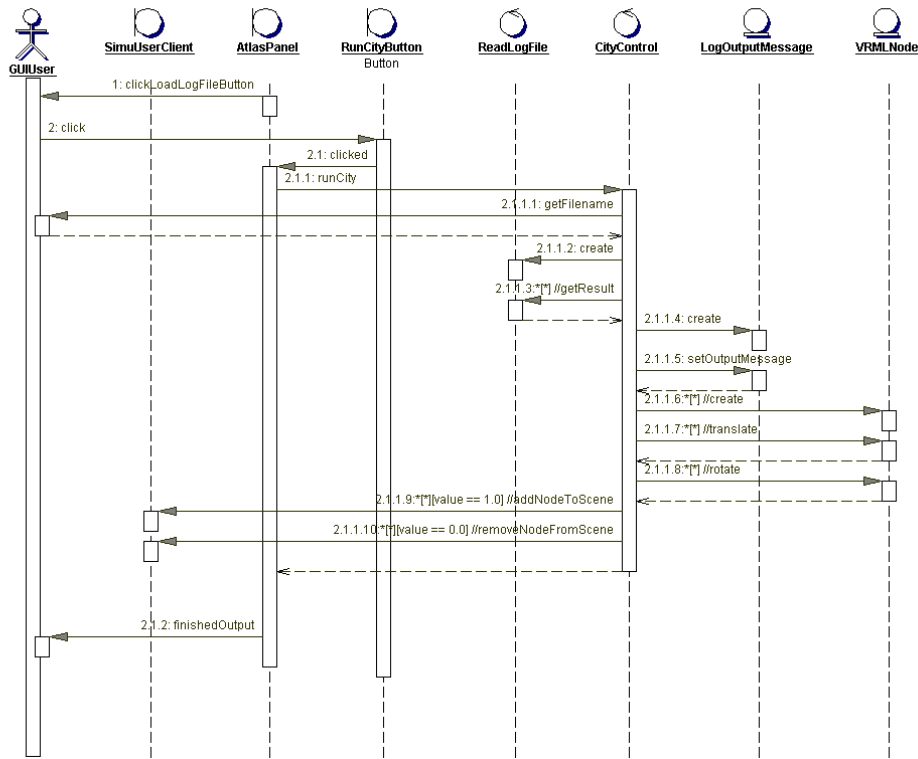 GUIUser
SimuUserClient
AtlasPanel
RunCityButton
Button
ReadLogFile
CityControl
LogOutputMessage
VRMLNode
1: clickLoadLogFileButton
2: click
2.1: clicked
2.1.1: runCity
2.1.1.1: getFilename
2.1.1.2: create
2.1.1.3:*[*] //getResult
2.1.1.4: create
2.1.1.5: setOutputMessage
2.1.1.6:*[*] //create
2.1.1.7:*[*] //translate
2.1.1.8:*[*] //rotate
2.1.1.9:*[*][value == 1.0] //addNodeToScene
2.1.1.10:*[*][value == 0.0] //removeNodeFromScene
2.1.2: finishedOutput